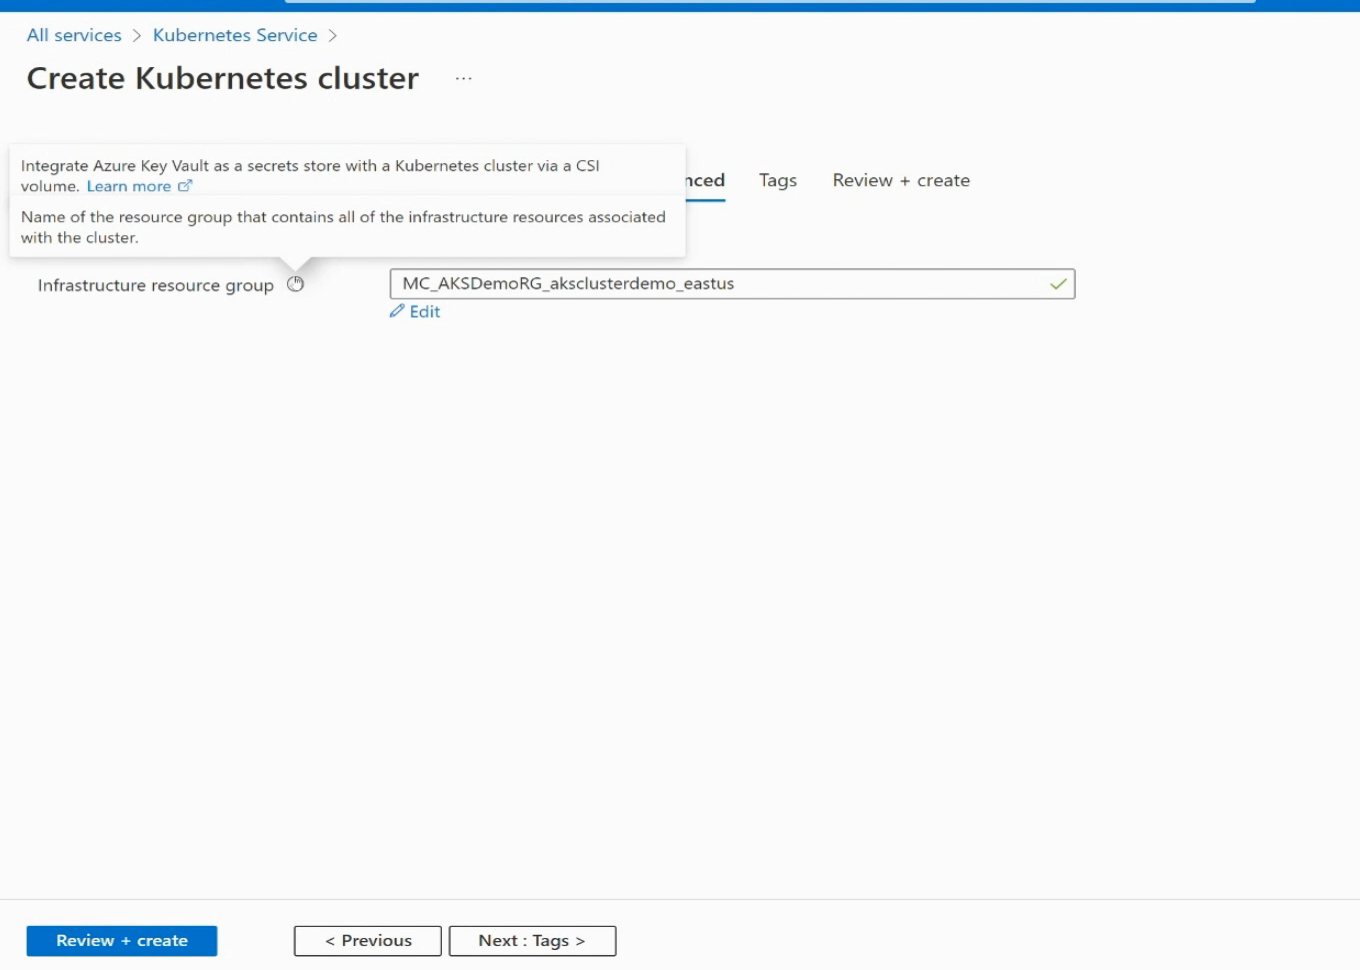 All services > Kubernetes Service >
Create Kubernetes cluster ...
Integrate Azure Key Vault as a secrets store with a Kubernetes cluster via a CSI
volume. Learn more
Name of the resource group that contains all of the infrastructure resources associated
with the cluster.
nced Tags Review + create
Infrastructure resource group MC_AKSDemoRG_aksclusterdemo_eastus
Edit
Review + create < Previous Next : Tags >